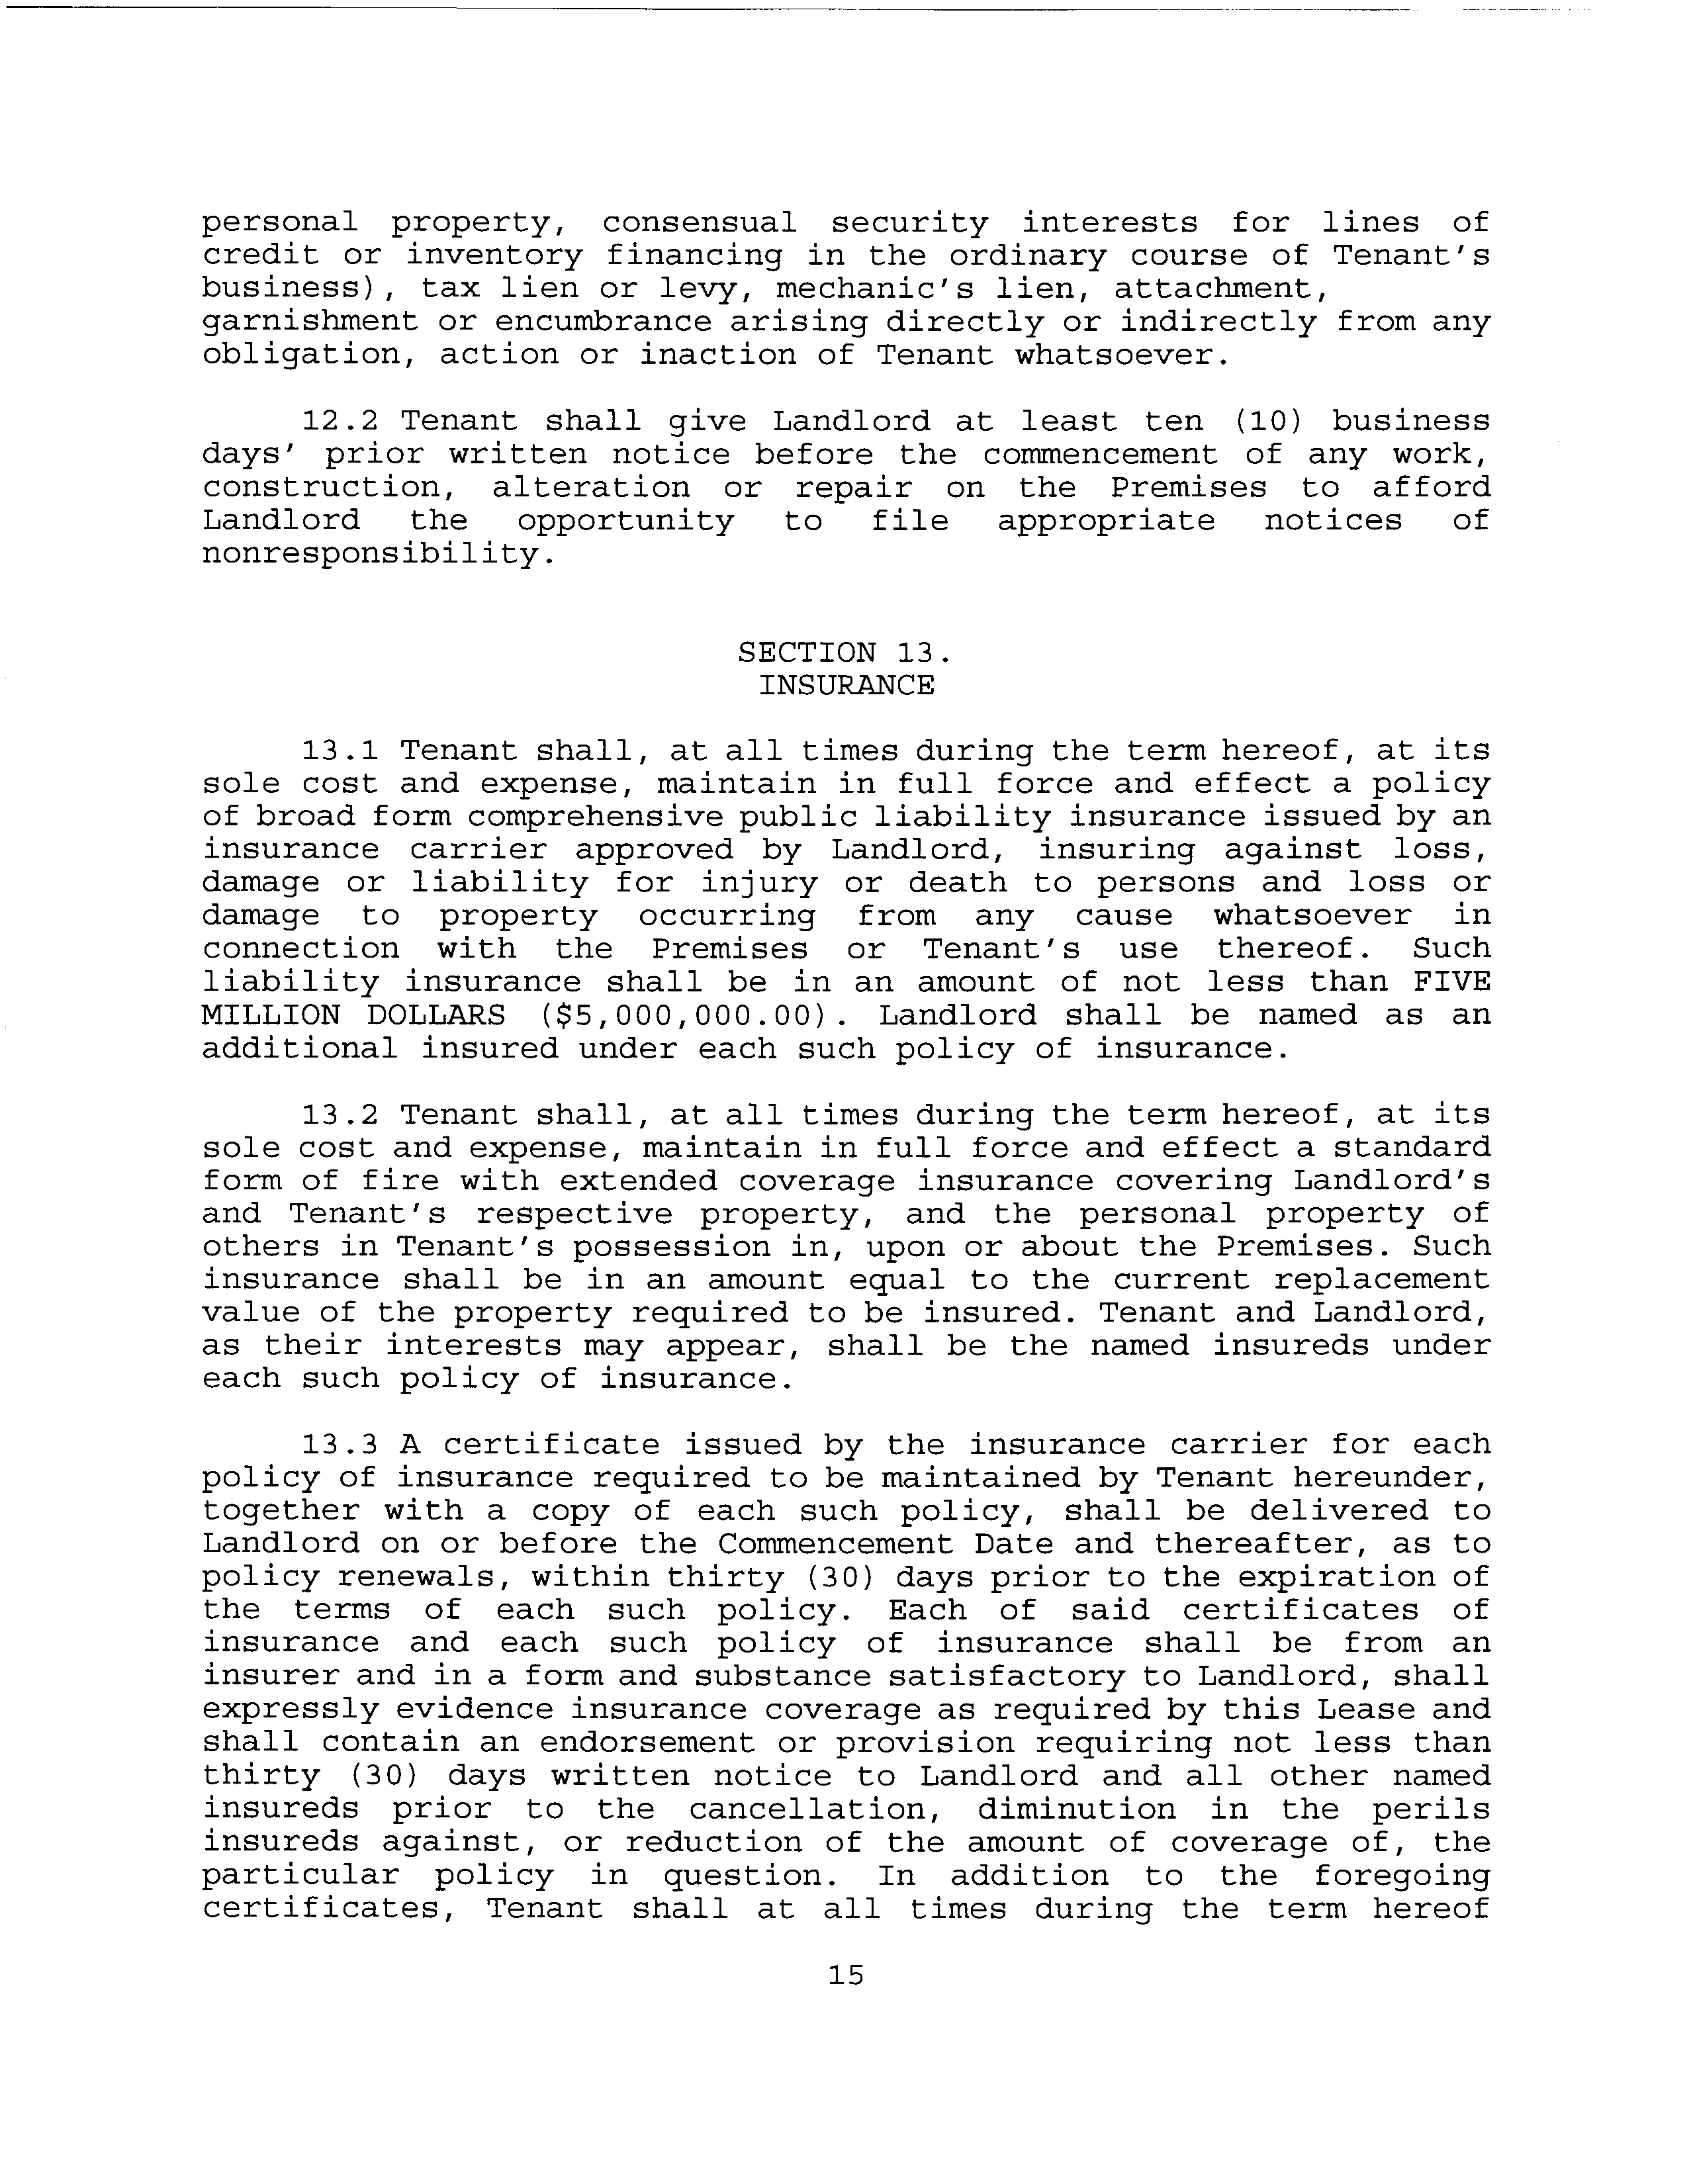 personal property, consensual security interests for lines of
credit or inventory financing in the ordinary course of Tenant's
business), tax lien or levy, mechanic's lien, attachment,
garnishment or encumbrance arising directly or indirectly from any
obligation, action or inaction of Tenant whatsoever.
12.2 Tenant shall give Landlord at least ten (10) business
days' prior written notice before the commencement of any work,
construction, alteration or repair on the Premises to afford
Landlord the opportunity to file appropriate notices of
nonresponsibility.
SECTION 13.
INSURANCE
13.1 Tenant shall, at all times during the term hereof, at its
sole cost and expense, maintain in full force and effect a policy
of broad form comprehensive public liability insurance issued by an
insurance carrier approved by Landlord, insuring against loss,
damage or liability for injury or death to persons and loss or
damage to property occurring from any cause whatsoever in
connection with the Premises or Tenant's use thereof. Such
liability insurance shall be in an amount of not less than FIVE
MILLION DOLLARS ($5,000,000.00). Landlord shall be named as an
additional insured under each such policy of insurance.
13.2 Tenant shall, at all times during the term hereof, at its
sole cost and expense, maintain in full force and effect a standard
form of fire with extended coverage insurance covering Landlord's
and Tenant's respective property, and the personal property of
others in Tenant's possession in, upon or about the Premises. Such
insurance shall be in an amount equal to the current replacement
value of the property required to be insured. Tenant and Landlord,
as their interests may appear, shall be the named insureds under
each such policy of insurance.
13.3 A certificate issued by the insurance carrier for each
policy of insurance required to be maintained by Tenant hereunder,
together with a copy of each such policy, shall be delivered to
Landlord on or before the Commencement Date and thereafter, as to
policy renewals, within thirty (30) days prior to the expiration of
the terms of each such policy. Each of said certificates of
insurance and each such policy of insurance shall be from an
insurer and in a form and substance satisfactory to Landlord, shall
expressly evidence insurance coverage as required by this Lease and
shall contain an endorsement or provision requiring not less than
thirty (30) days written notice to Landlord and all other named
insureds prior to the cancellation, diminution in the perils
insureds against, or reduction of the amount of coverage of, the
particular policy in question. In addition to the foregoing
certificates, Tenant shall at all times during the term hereof
15